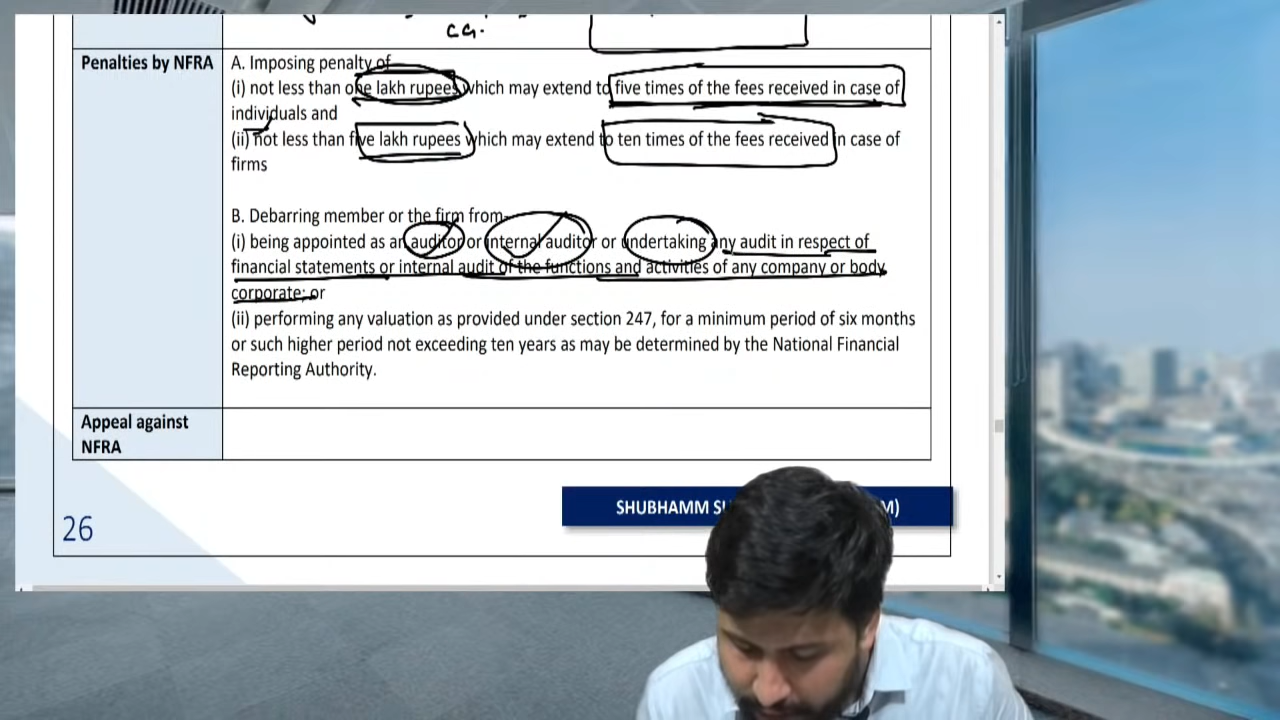 ca.
Penalties by NFRA
A. Imposing penalty of
(i) not less than one lakh rupees which may extend to five times of the fees received in case of
individuals and
(ii) not less than five lakh rupees which may extend to ten times of the fees received in case of
firms
B. Debarring member or the firm from-
(i) being appointed as an auditor or internal auditor or undertaking any audit in respect of
financial statements or internal audit of the functions and activities of any company or body
corporate; or
(ii) performing any valuation as provided under section 247, for a minimum period of six months
or such higher period not exceeding ten years as may be determined by the National Financial
Reporting Authority.
Appeal against
NFRA
SHUBHAMM
26